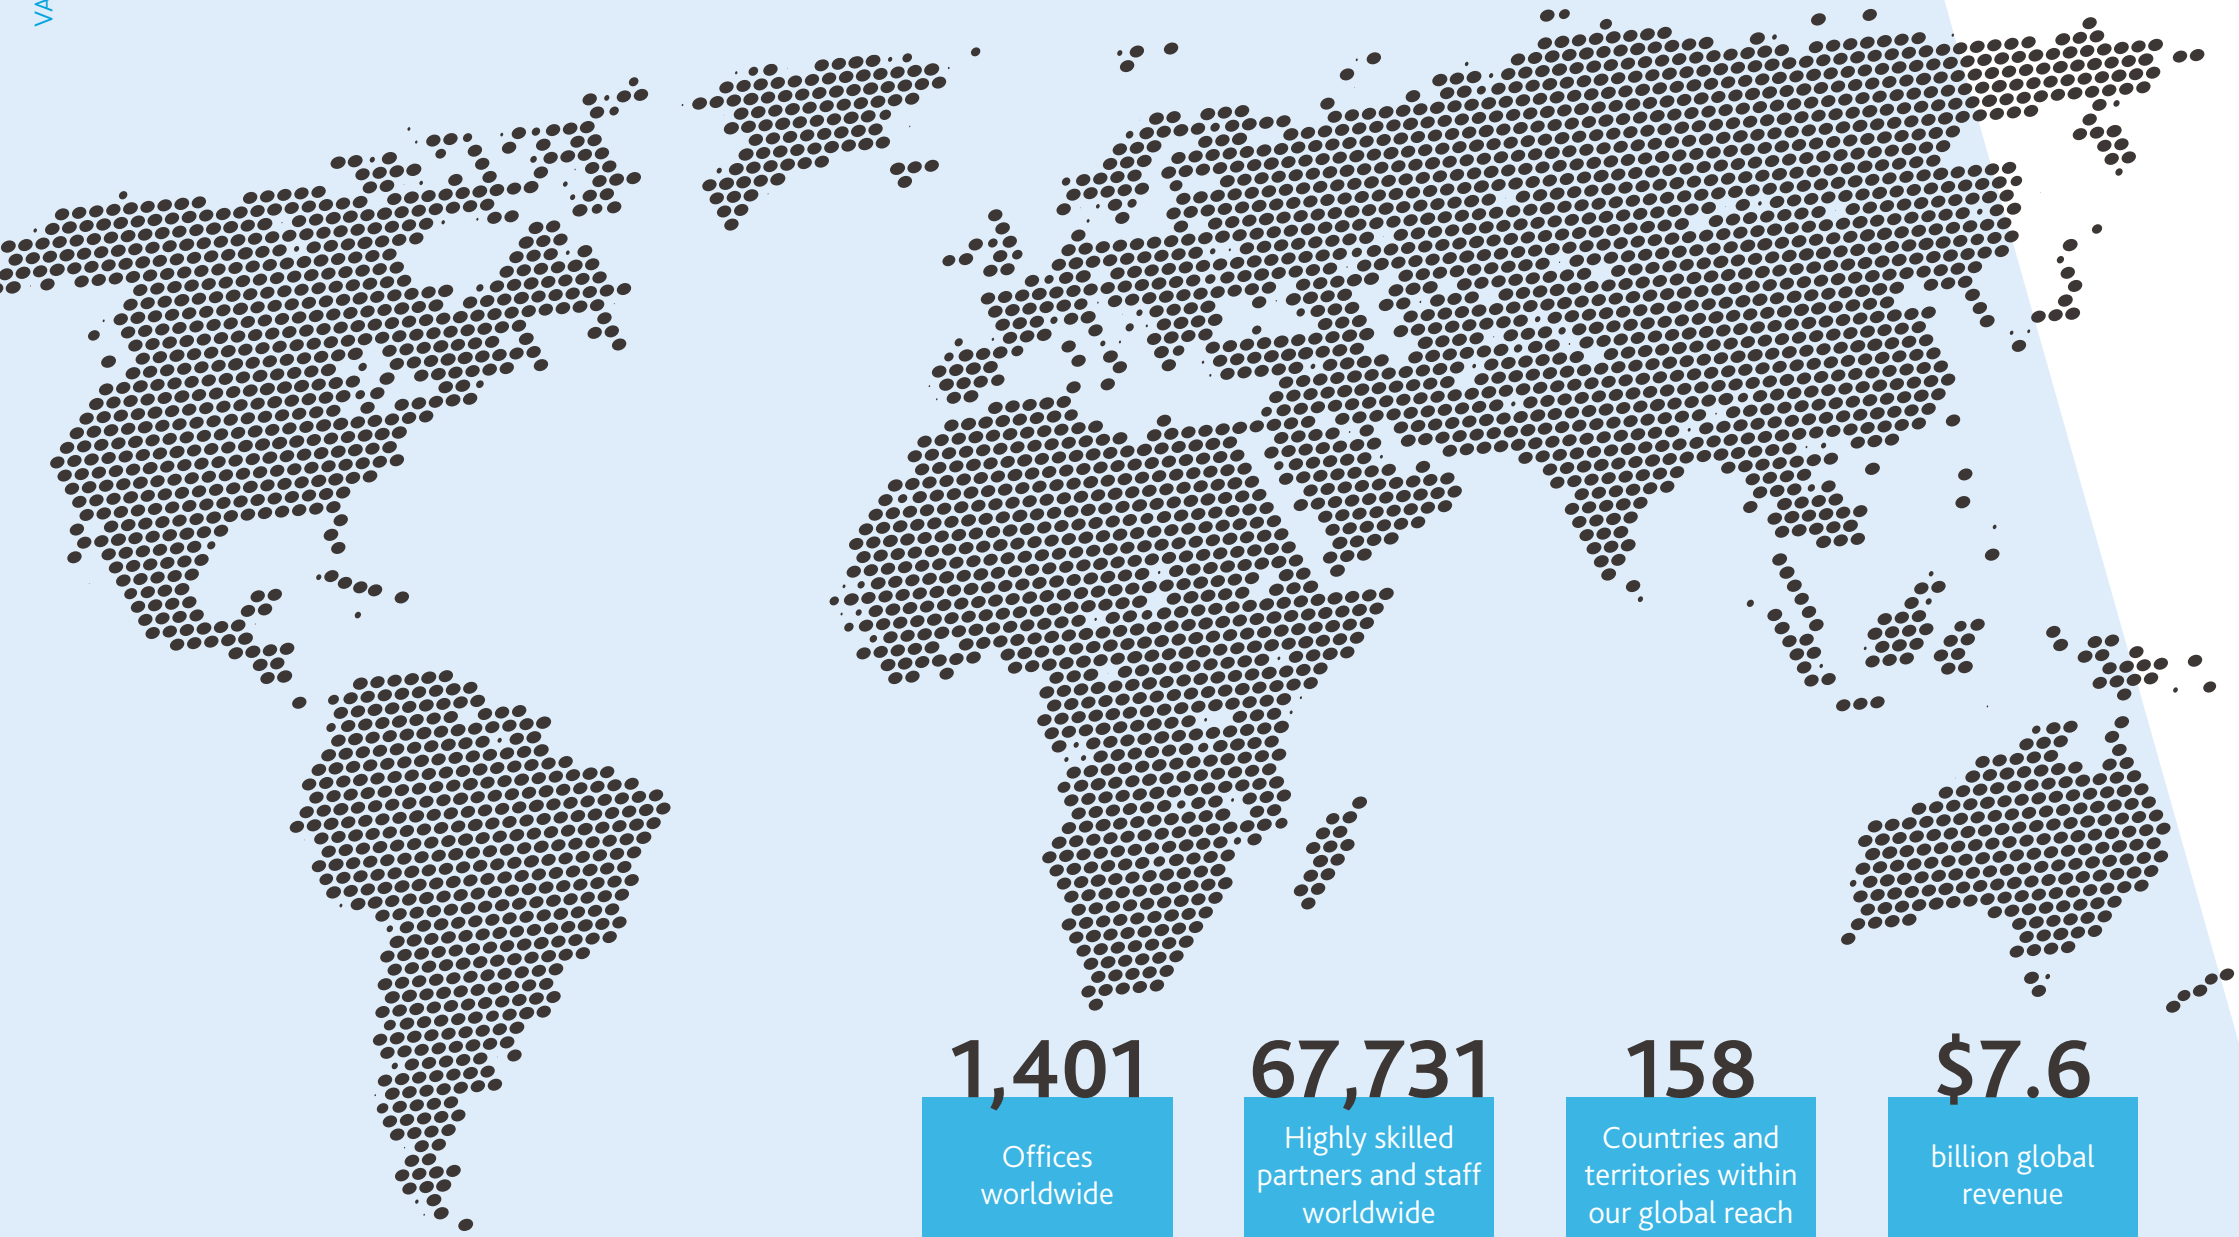 VA
1,401
Offices
worldwide
67,731
Highly skilled
partners and staff
worldwide
158
Countries and
territories within
our global reach
$7.6
billion global
revenue